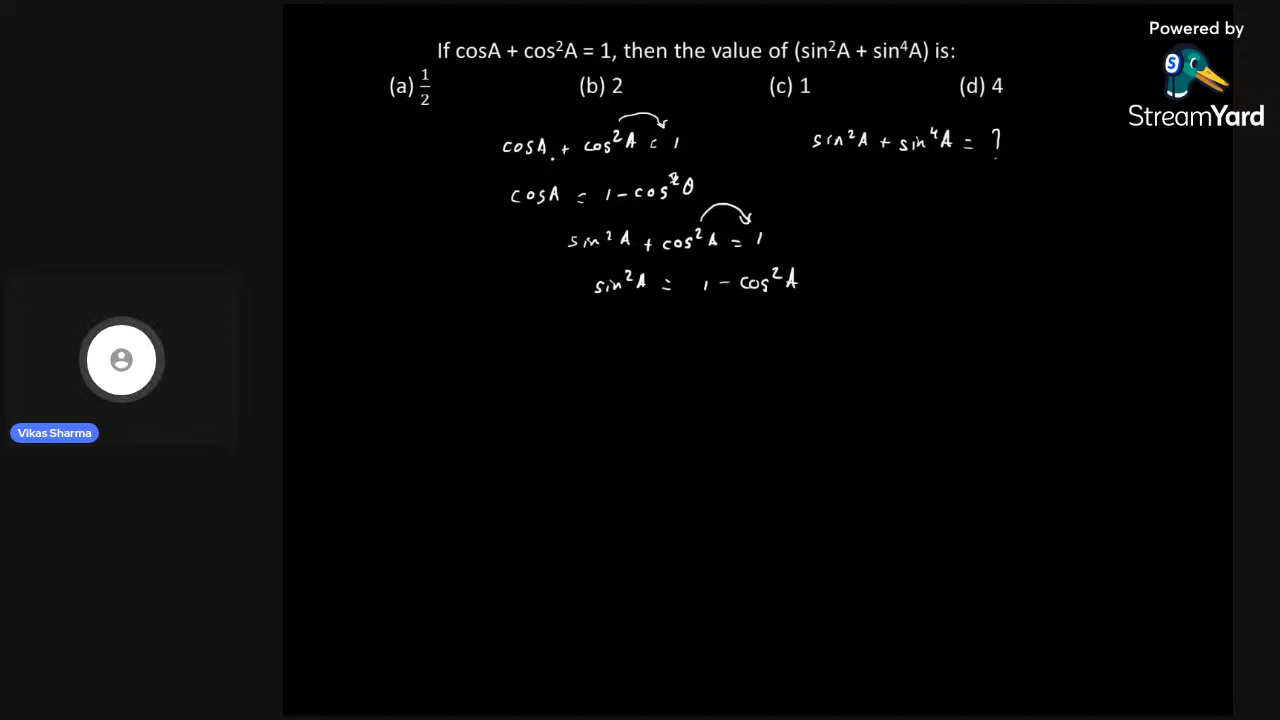 Powered by
StreamYard
If cosA + cos²A = 1, then the value of (sin²A + sin⁴A) is:
(a) 1/2 (b) 2 (c) 1 (d) 4
cosA + cos²A = 1 sin²A + sin⁴A = ?
cosA = 1 - cos²θ
sin²A + cos²A = 1
sin²A = 1 - cos²A
Vikas Sharma